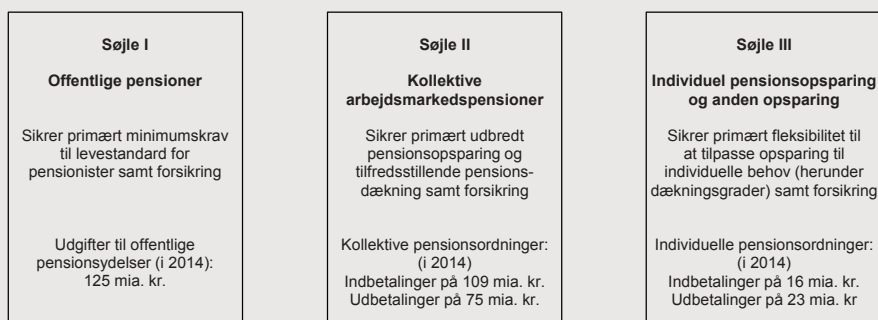 Søjle I
Offentlige pensioner
Sikrer primært minimumskrav
til levestandard for
pensionister samt forsikring
Udgifter til offentlige
pensionsydelser (i 2014):
125 mia. kr.
Søjle II
Kollektive
arbejdsmarkedspensioner
Sikrer primært udbredt
pensionsopsparing og
tilfredsstillende pensions-
dækning samt forsikring
Kollektive pensionsordninger:
(i 2014)
Indbetalinger på 109 mia. kr.
Udbetalinger på 75 mia. kr.
Søjle III
Individuel pensionsopsparing
og anden opsparing
Sikrer primært fleksibilitet til
at tilpasse opsparing til
individuelle behov (herunder
dækningsgrader) samt forsikring
Individuelle pensionsordninger:
(i 2014)
Indbetalinger på 16 mia. kr.
Udbetalinger på 23 mia. kr